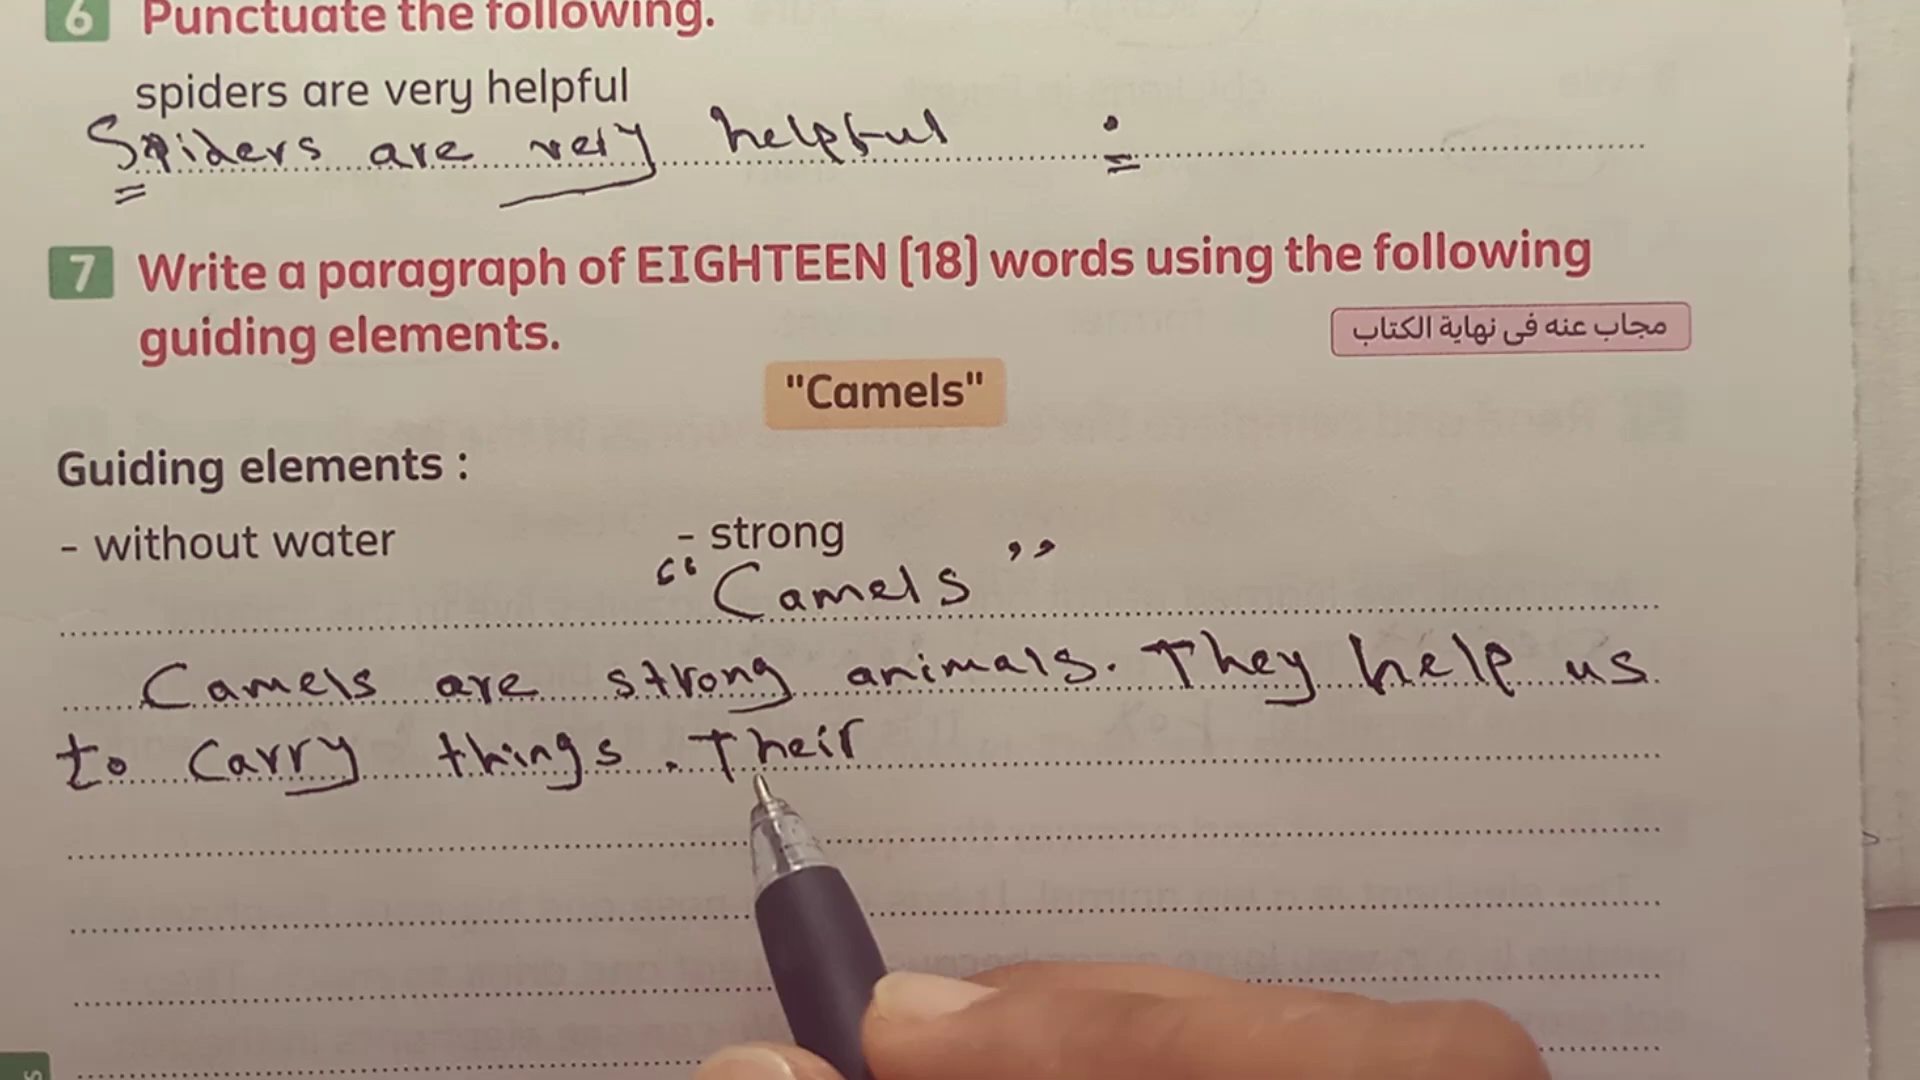 6 Punctuate the following.
spiders are very helpful
Spiders are very helpful .
7 Write a paragraph of EIGHTEEN (18) words using the following
guiding elements.
مجاب عنه فى نهاية الكتاب
"Camels"
Guiding elements :
- without water - strong
“Camels”
Camels are strong animals. They help us
to carry things. Their